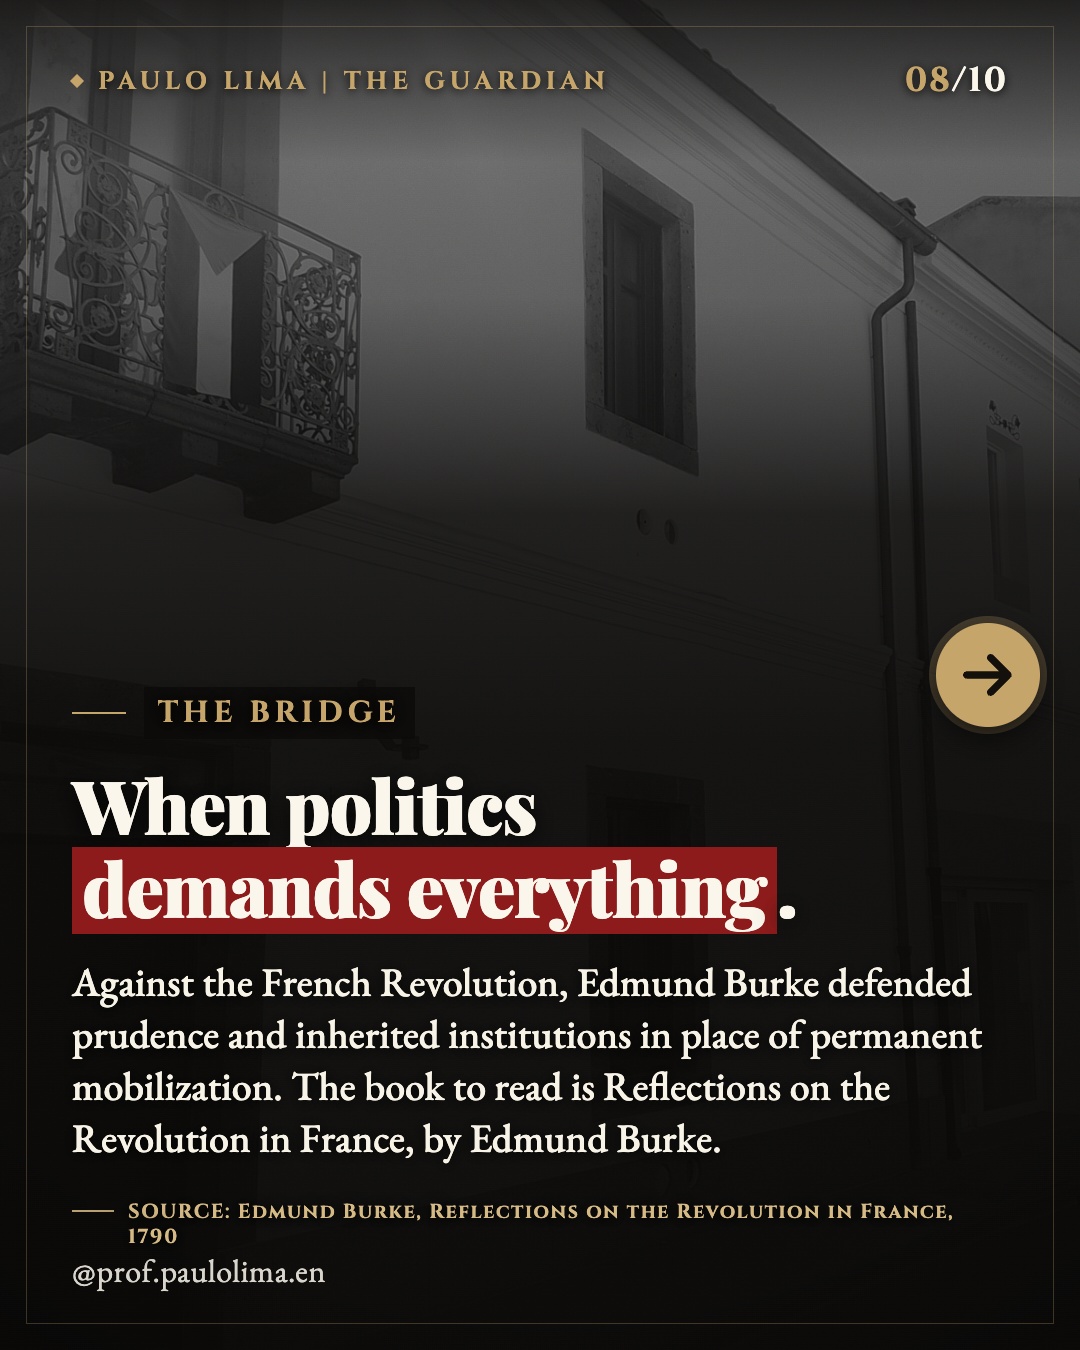 PAULO LIMA | THE GUARDIAN
08/10
THE BRIDGE
When politics
demands everything.
Against the French Revolution, Edmund Burke defended
prudence and inherited institutions in place of permanent
mobilization. The book to read is Reflections on the
Revolution in France, by Edmund Burke.
SOURCE: Edmund Burke, Reflections on the Revolution in France,
1790
@prof.paulolima.en